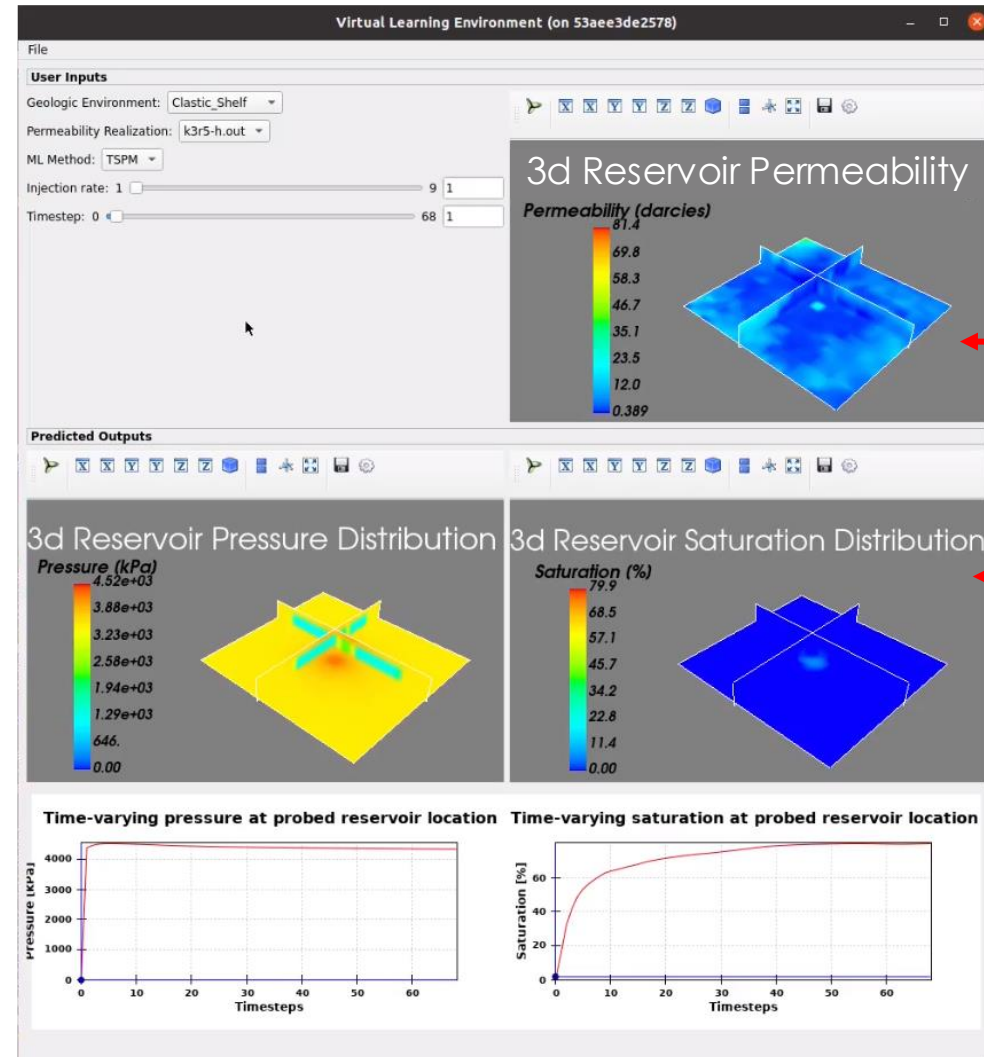 Virtual Learning Environment (on 53aee3de2578)
File
User Inputs
Geologic Environment: Clastic_Shelf
Permeability Realization: k3r5-h.out
ML Method: TSPM
Injection rate: 1 9 1
Timestep: 0 68 1
X X Y Y Z Z
3d Reservoir Permeability
Permeability (darcies)
81.4
69.8
58.3
46.7
35.1
23.5
12.0
0.389
Predicted Outputs
X X Y Y Z Z
3d Reservoir Pressure Distribution
Pressure (kPa)
4.52e+03
3.88e+03
3.23e+03
2.58e+03
1.94e+03
1.29e+03
646.
0.00
X X Y Y Z Z
3d Reservoir Saturation Distribution
Saturation (%)
79.9
68.5
57.1
45.7
34.2
22.8
11.4
0.00
Time-varying pressure at probed reservoir location
Pressure [kPa]
4000
3000
2000
1000
0
0 10 20 30 40 50 60
Timesteps
Time-varying saturation at probed reservoir location
Saturation [%]
60
40
20
0
0 10 20 30 40 50 60
Timesteps